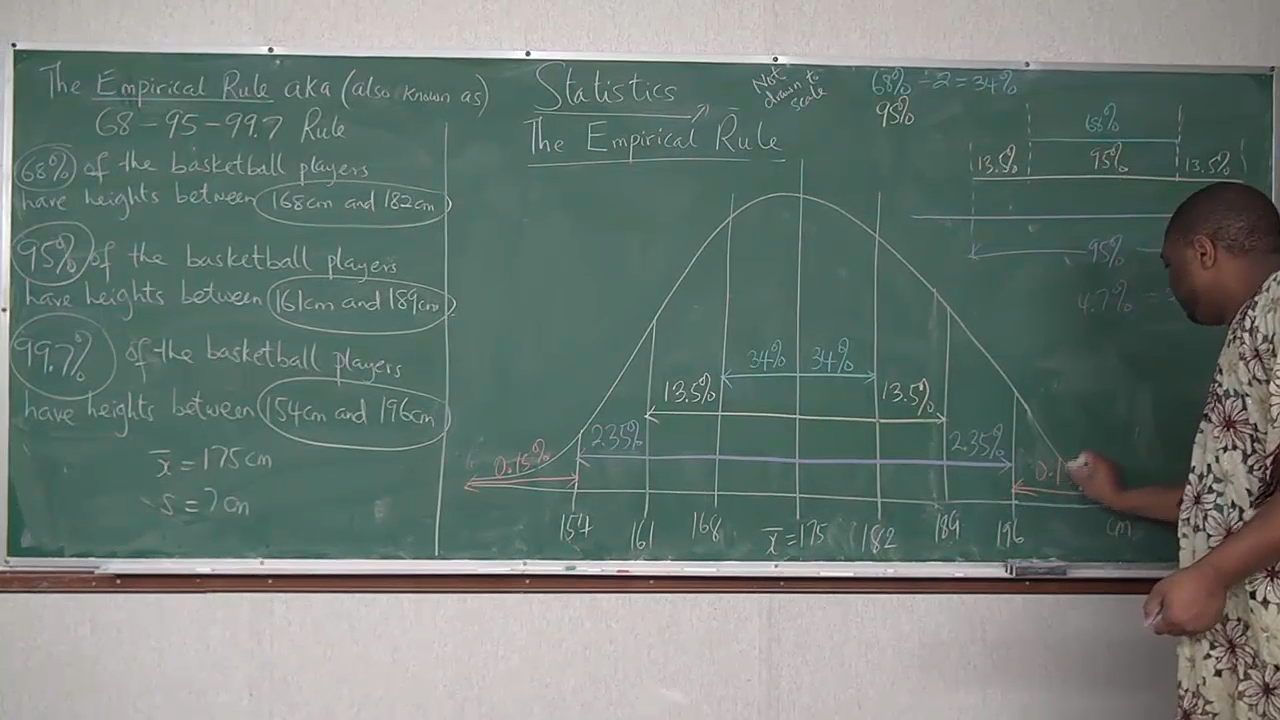 The Empirical Rule aka (also known as)
68-95-99.7 Rule
68% of the basketball players
have heights between 168cm and 182cm
95% of the basketball players
have heights between 161cm and 189cm
99.7% of the basketball players
have heights between 154cm and 196cm
x̄ = 175cm
s = 7cm
Statistics
The Empirical Rule
Not
drawn to
scale
68% ÷ 2 = 34%
95%
68%
13.5% 95% 13.5%
95%
4.7%
34% 34%
13.5% 13.5%
0.15% 2.35% 2.35% 0.1
154 161 168 x̄=175 182 189 196 cm